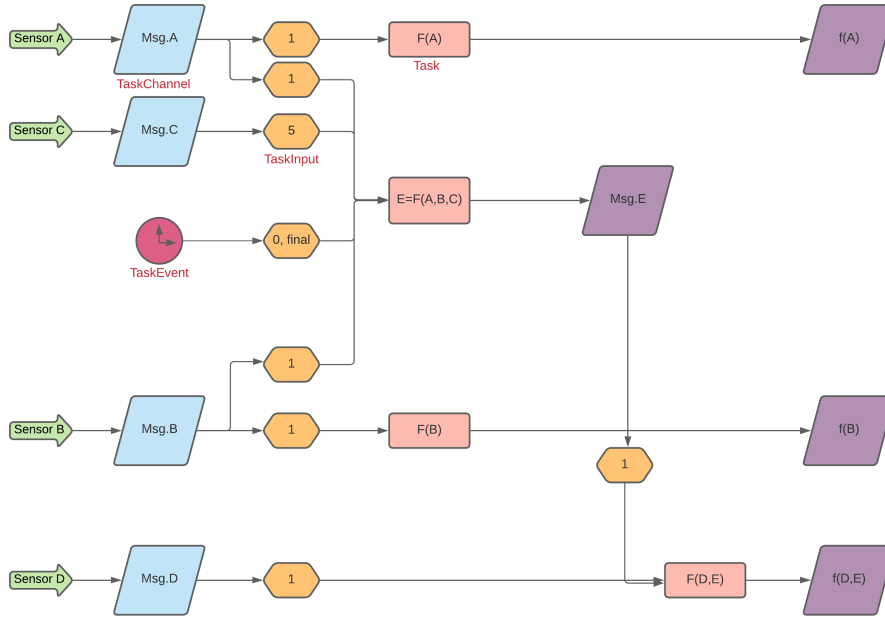 Sensor A
Msg.A
1
F(A)
f(A)
TaskChannel
1
Task
Sensor C
Msg.C
5
TaskInput
E=F(A,B,C)
Msg.E
0, final
TaskEvent
1
Sensor B
Msg.B
1
F(B)
f(B)
1
Sensor D
Msg.D
1
F(D,E)
f(D,E)